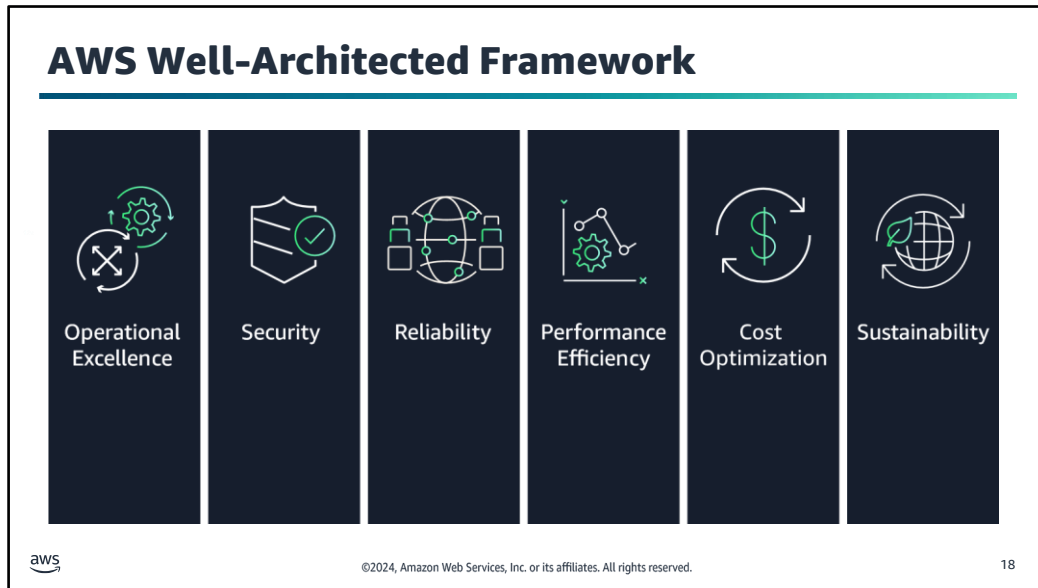 AWS Well-Architected Framework
Operational
Excellence
Security
Reliability
Performance
Efficiency
Cost
Optimization
Sustainability
aws
©2024, Amazon Web Services, Inc. or its affiliates. All rights reserved.
18